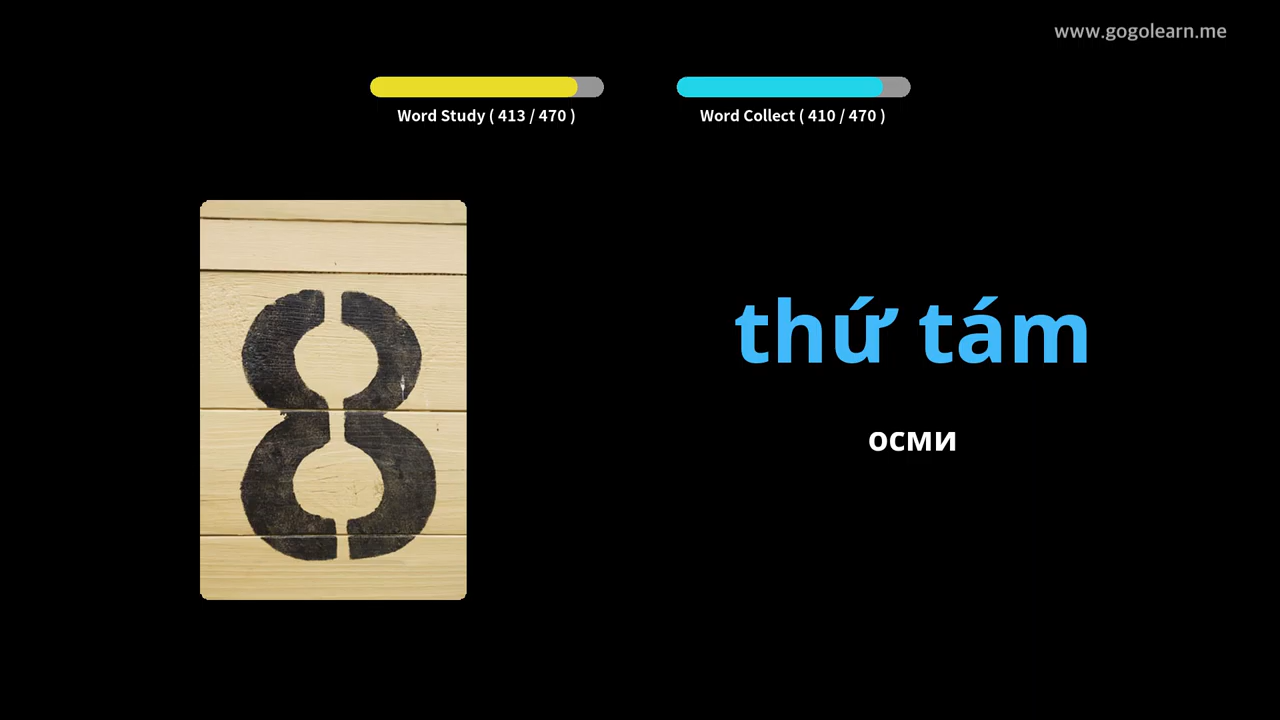 www.gogolearn.me
Word Study ( 413 / 470 )
Word Collect ( 410 / 470 )
8
thứ tám
осми